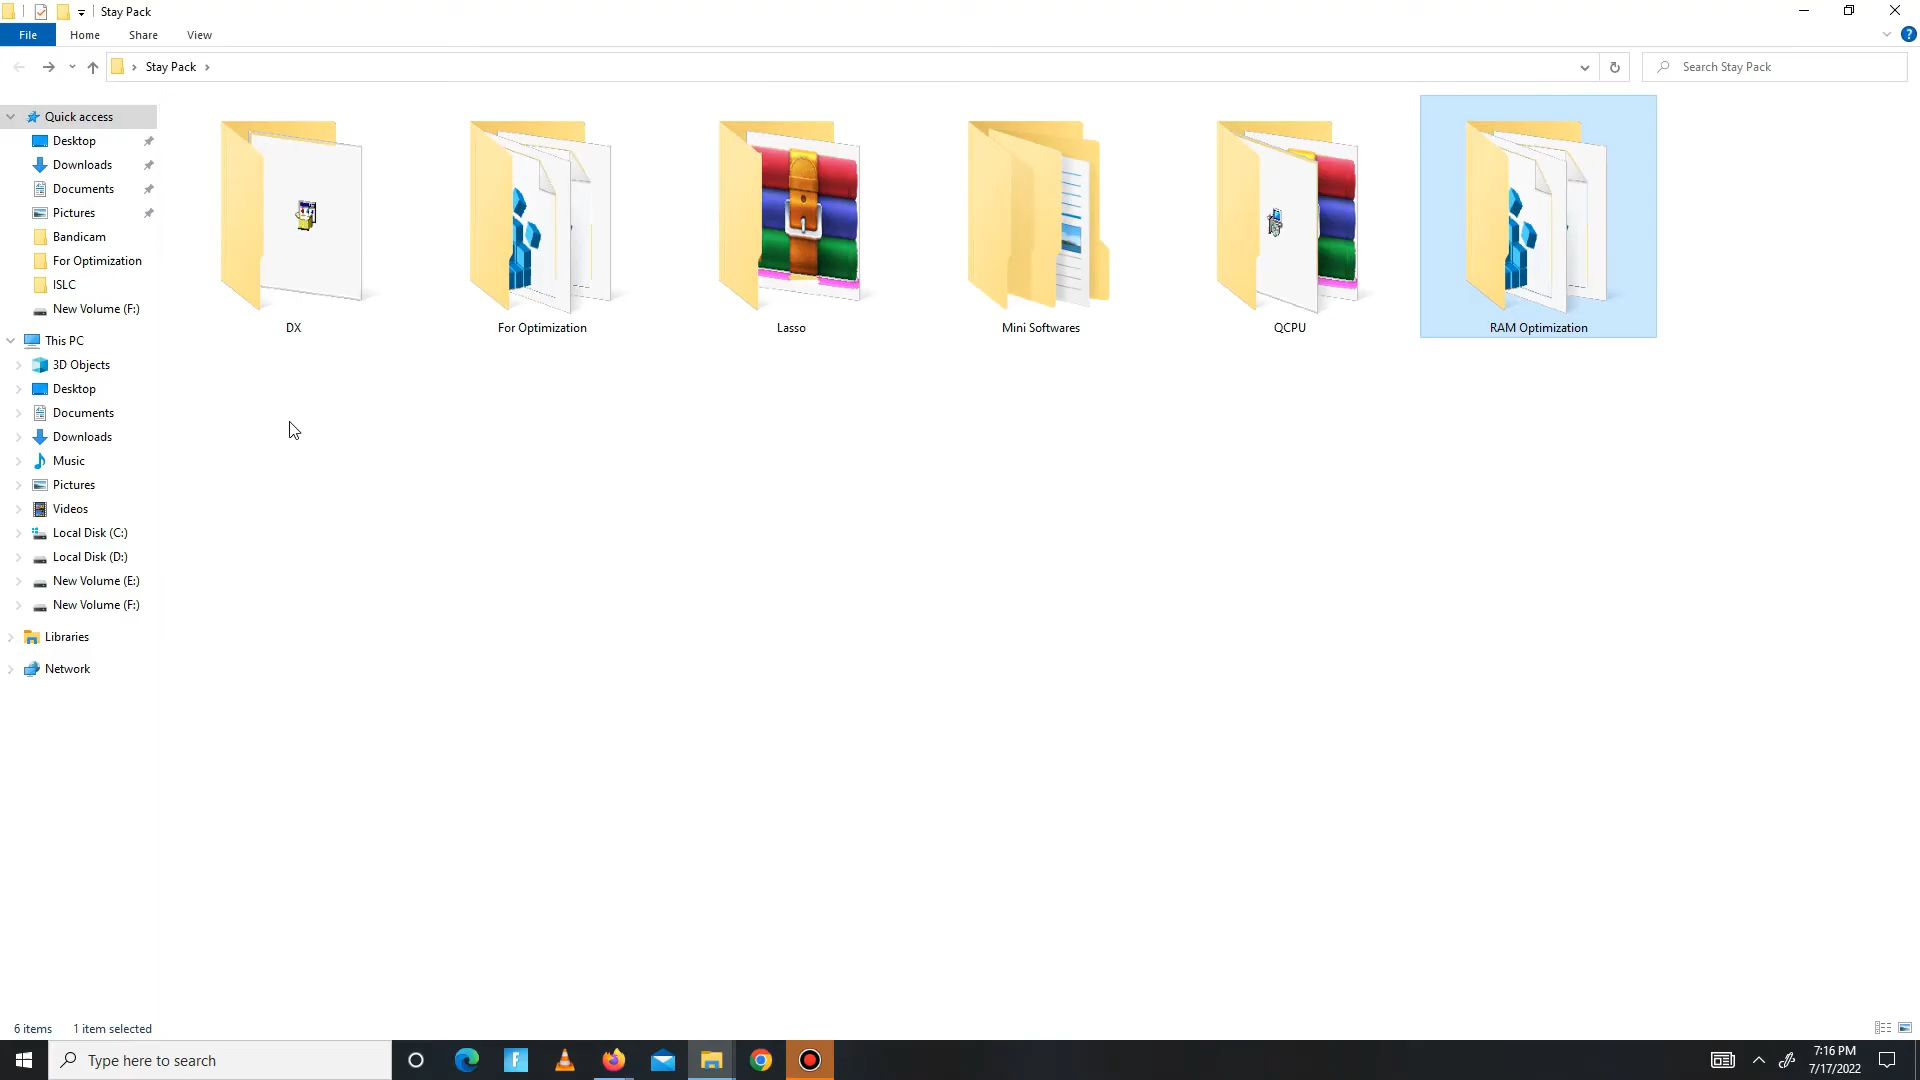 Stay Pack
File Home Share View
Stay Pack
Search Stay Pack
Quick access
Desktop
Downloads
Documents
Pictures
Bandicam
For Optimization
ISLC
New Volume (F:)
This PC
3D Objects
Desktop
Documents
Downloads
Music
Pictures
Videos
Local Disk (C:)
Local Disk (D:)
New Volume (E:)
New Volume (F:)
Libraries
Network
DX
For Optimization
Lasso
Mini Softwares
QCPU
RAM Optimization
6 items 1 item selected
Type here to search
7:16 PM
7/17/2022